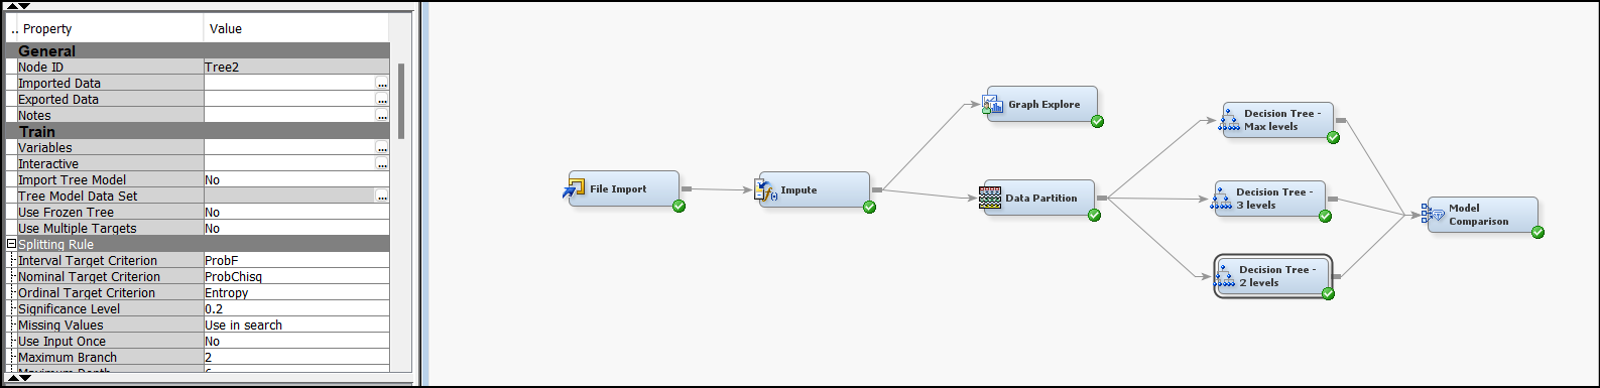 .. Property Value
General
Node ID Tree2
Imported Data ...
Exported Data ...
Notes ...
Train
Variables ...
Interactive ...
Import Tree Model No
Tree Model Data Set ...
Use Frozen Tree No
Use Multiple Targets No
Splitting Rule
Interval Target Criterion ProbF
Nominal Target Criterion ProbChisq
Ordinal Target Criterion Entropy
Significance Level 0.2
Missing Values Use in search
Use Input Once No
Maximum Branch 2
Maximum Depth 6
File Import
Impute
Graph Explore
Data Partition
Decision Tree -
Max levels
Decision Tree -
3 levels
Decision Tree -
2 levels
Model
Comparison